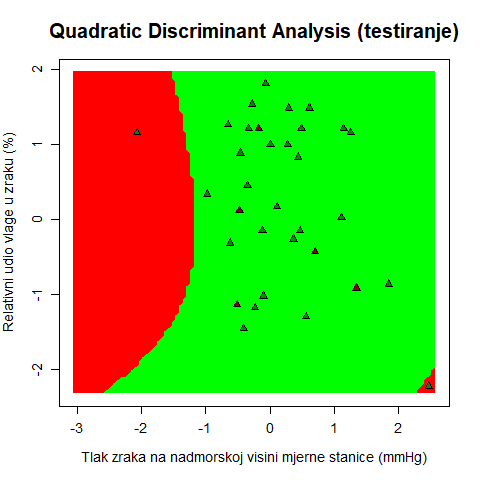 Quadratic Discriminant Analysis (testiranje)
2
1
0
-1
-2
Relativni udio vlage u zraku (%)
-3 -2 -1 0 1 2
Tlak zraka na nadmorskoj visini mjerne stanice (mmHg)